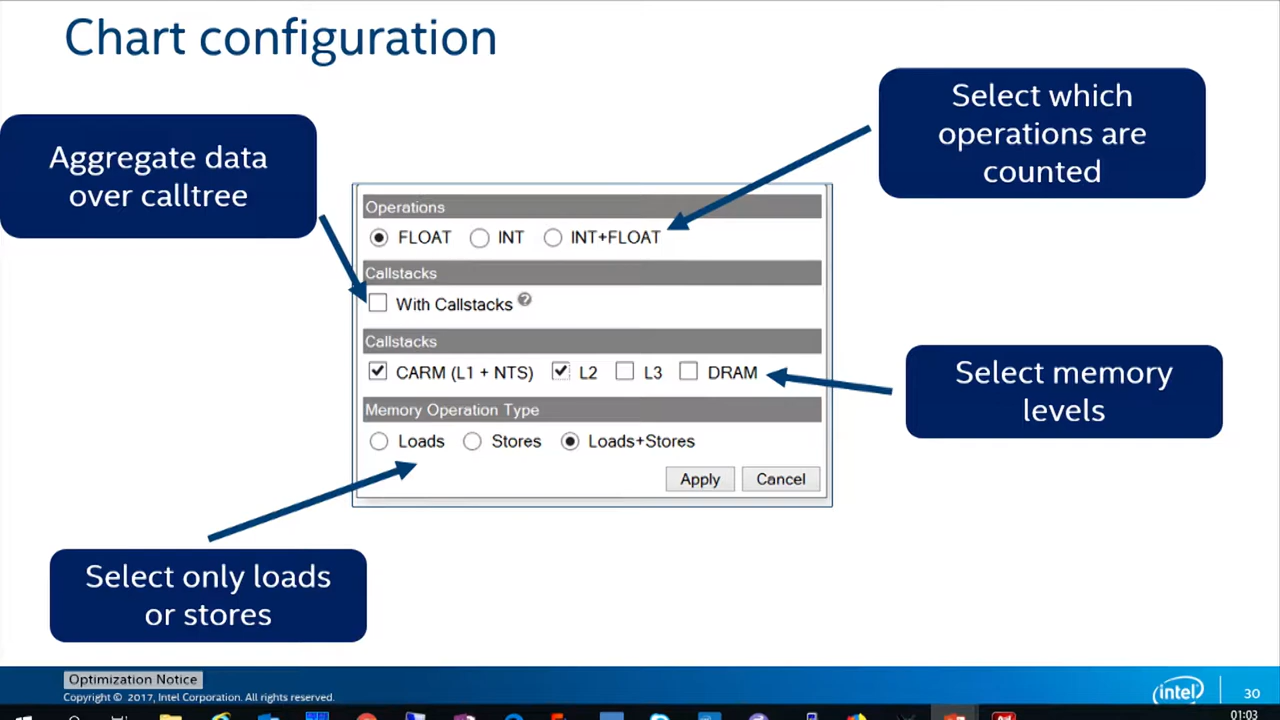 Chart configuration
Select which
operations are
counted
Aggregate data
over calltree
Operations
FLOAT INT INT+FLOAT
Callstacks
With Callstacks ?
Callstacks
CARM (L1 + NTS) L2 L3 DRAM
Select memory
levels
Memory Operation Type
Loads Stores Loads+Stores
Apply Cancel
Select only loads
or stores
Optimization Notice
Copyright © 2017, Intel Corporation. All rights reserved.
intel
30
01:03